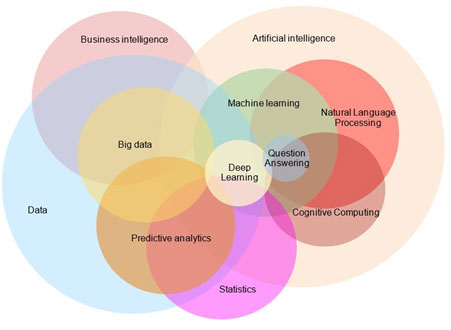 Business intelligence
Artificial intelligence
Machine learning
Natural Language
Processing
Big data
Question
Answering
Deep
Learning
Data
Cognitive Computing
Predictive analytics
Statistics